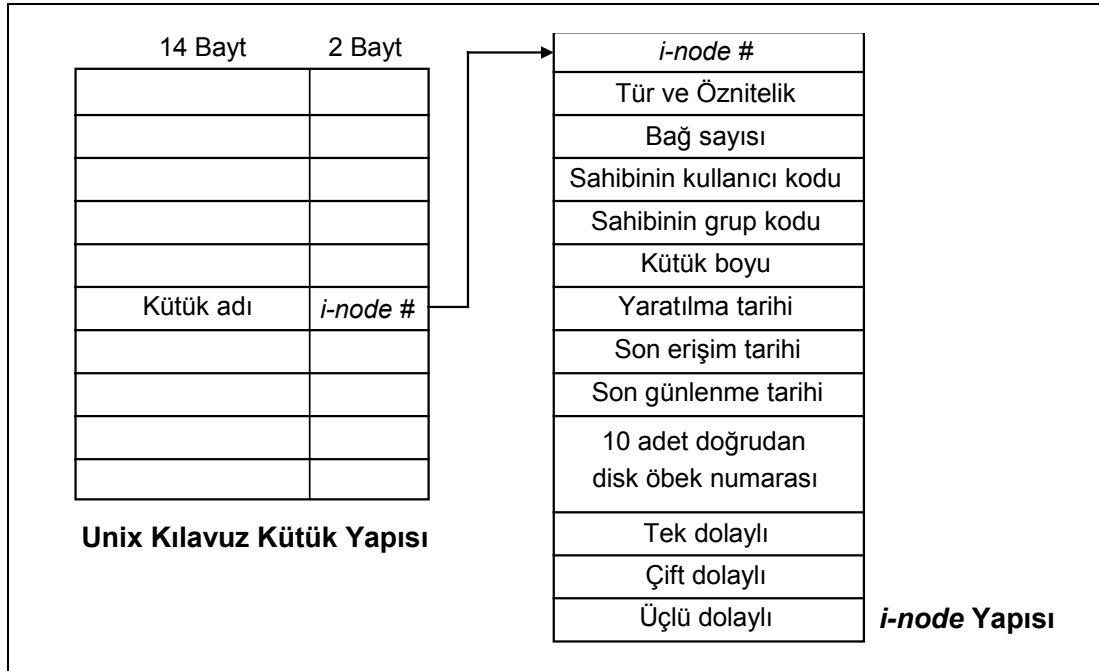 14 Bayt
2 Bayt
Kütük adı
i-node #
Unix Kılavuz Kütük Yapısı
i-node #
Tür ve Öznitelik
Bağ sayısı
Sahibinin kullanıcı kodu
Sahibinin grup kodu
Kütük boyu
Yaratılma tarihi
Son erişim tarihi
Son günlenme tarihi
10 adet doğrudan
disk öbek numarası
Tek dolaylı
Çift dolaylı
Üçlü dolaylı
i-node Yapısı